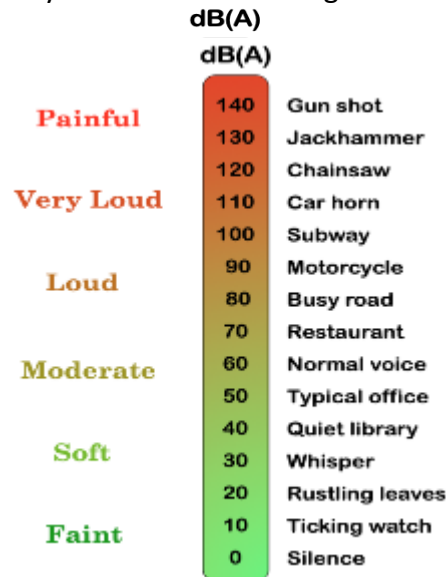 dB(A)
dB(A)
140 Gun shot
Painful
130 Jackhammer
120 Chainsaw
Very Loud 110 Car horn
100 Subway
90 Motorcycle
Loud
80 Busy road
70 Restaurant
Moderate 60 Normal voice
50 Typical office
40 Quiet library
Soft
30 Whisper
20 Rustling leaves
Faint 10 Ticking watch
0 Silence